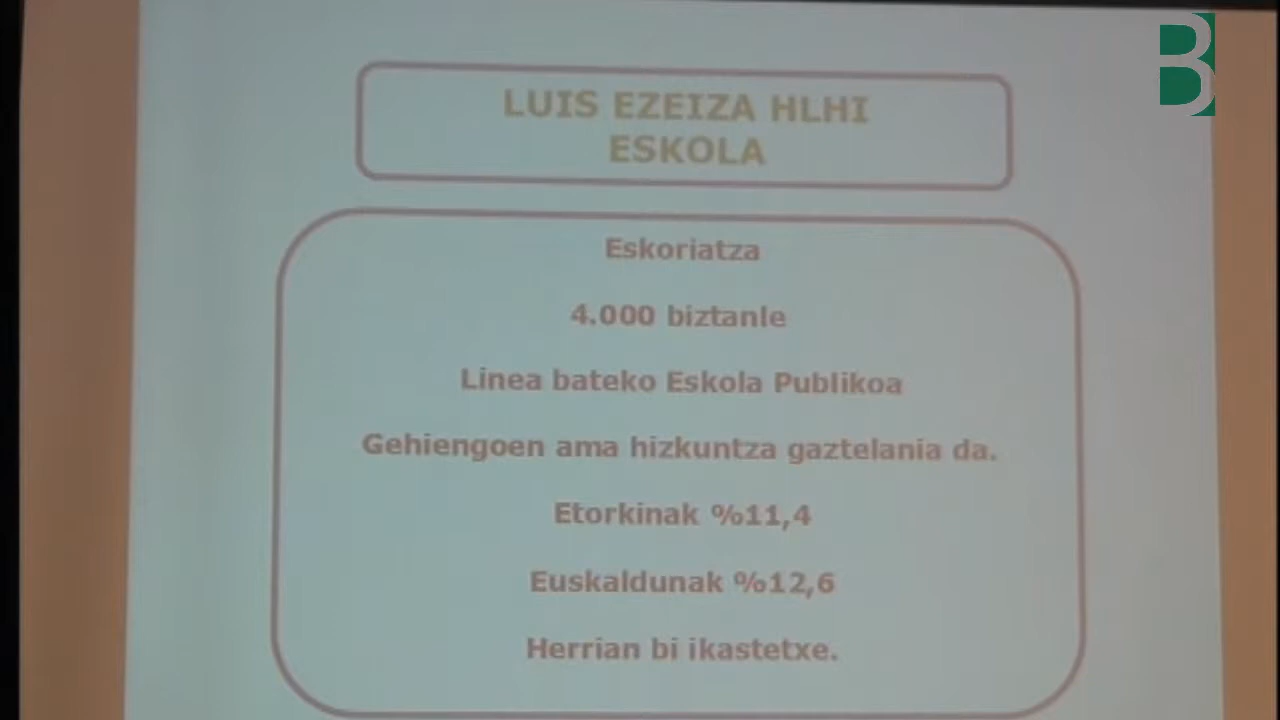 B
LUIS EZEIZA HLHI
ESKOLA
Eskoriatza
4.000 biztanle
Linea bateko Eskola Publikoa
Gehiengoen ama hizkuntza gaztelania da.
Etorkinak %11,4
Euskaldunak %12,6
Herrian bi ikastetxe.